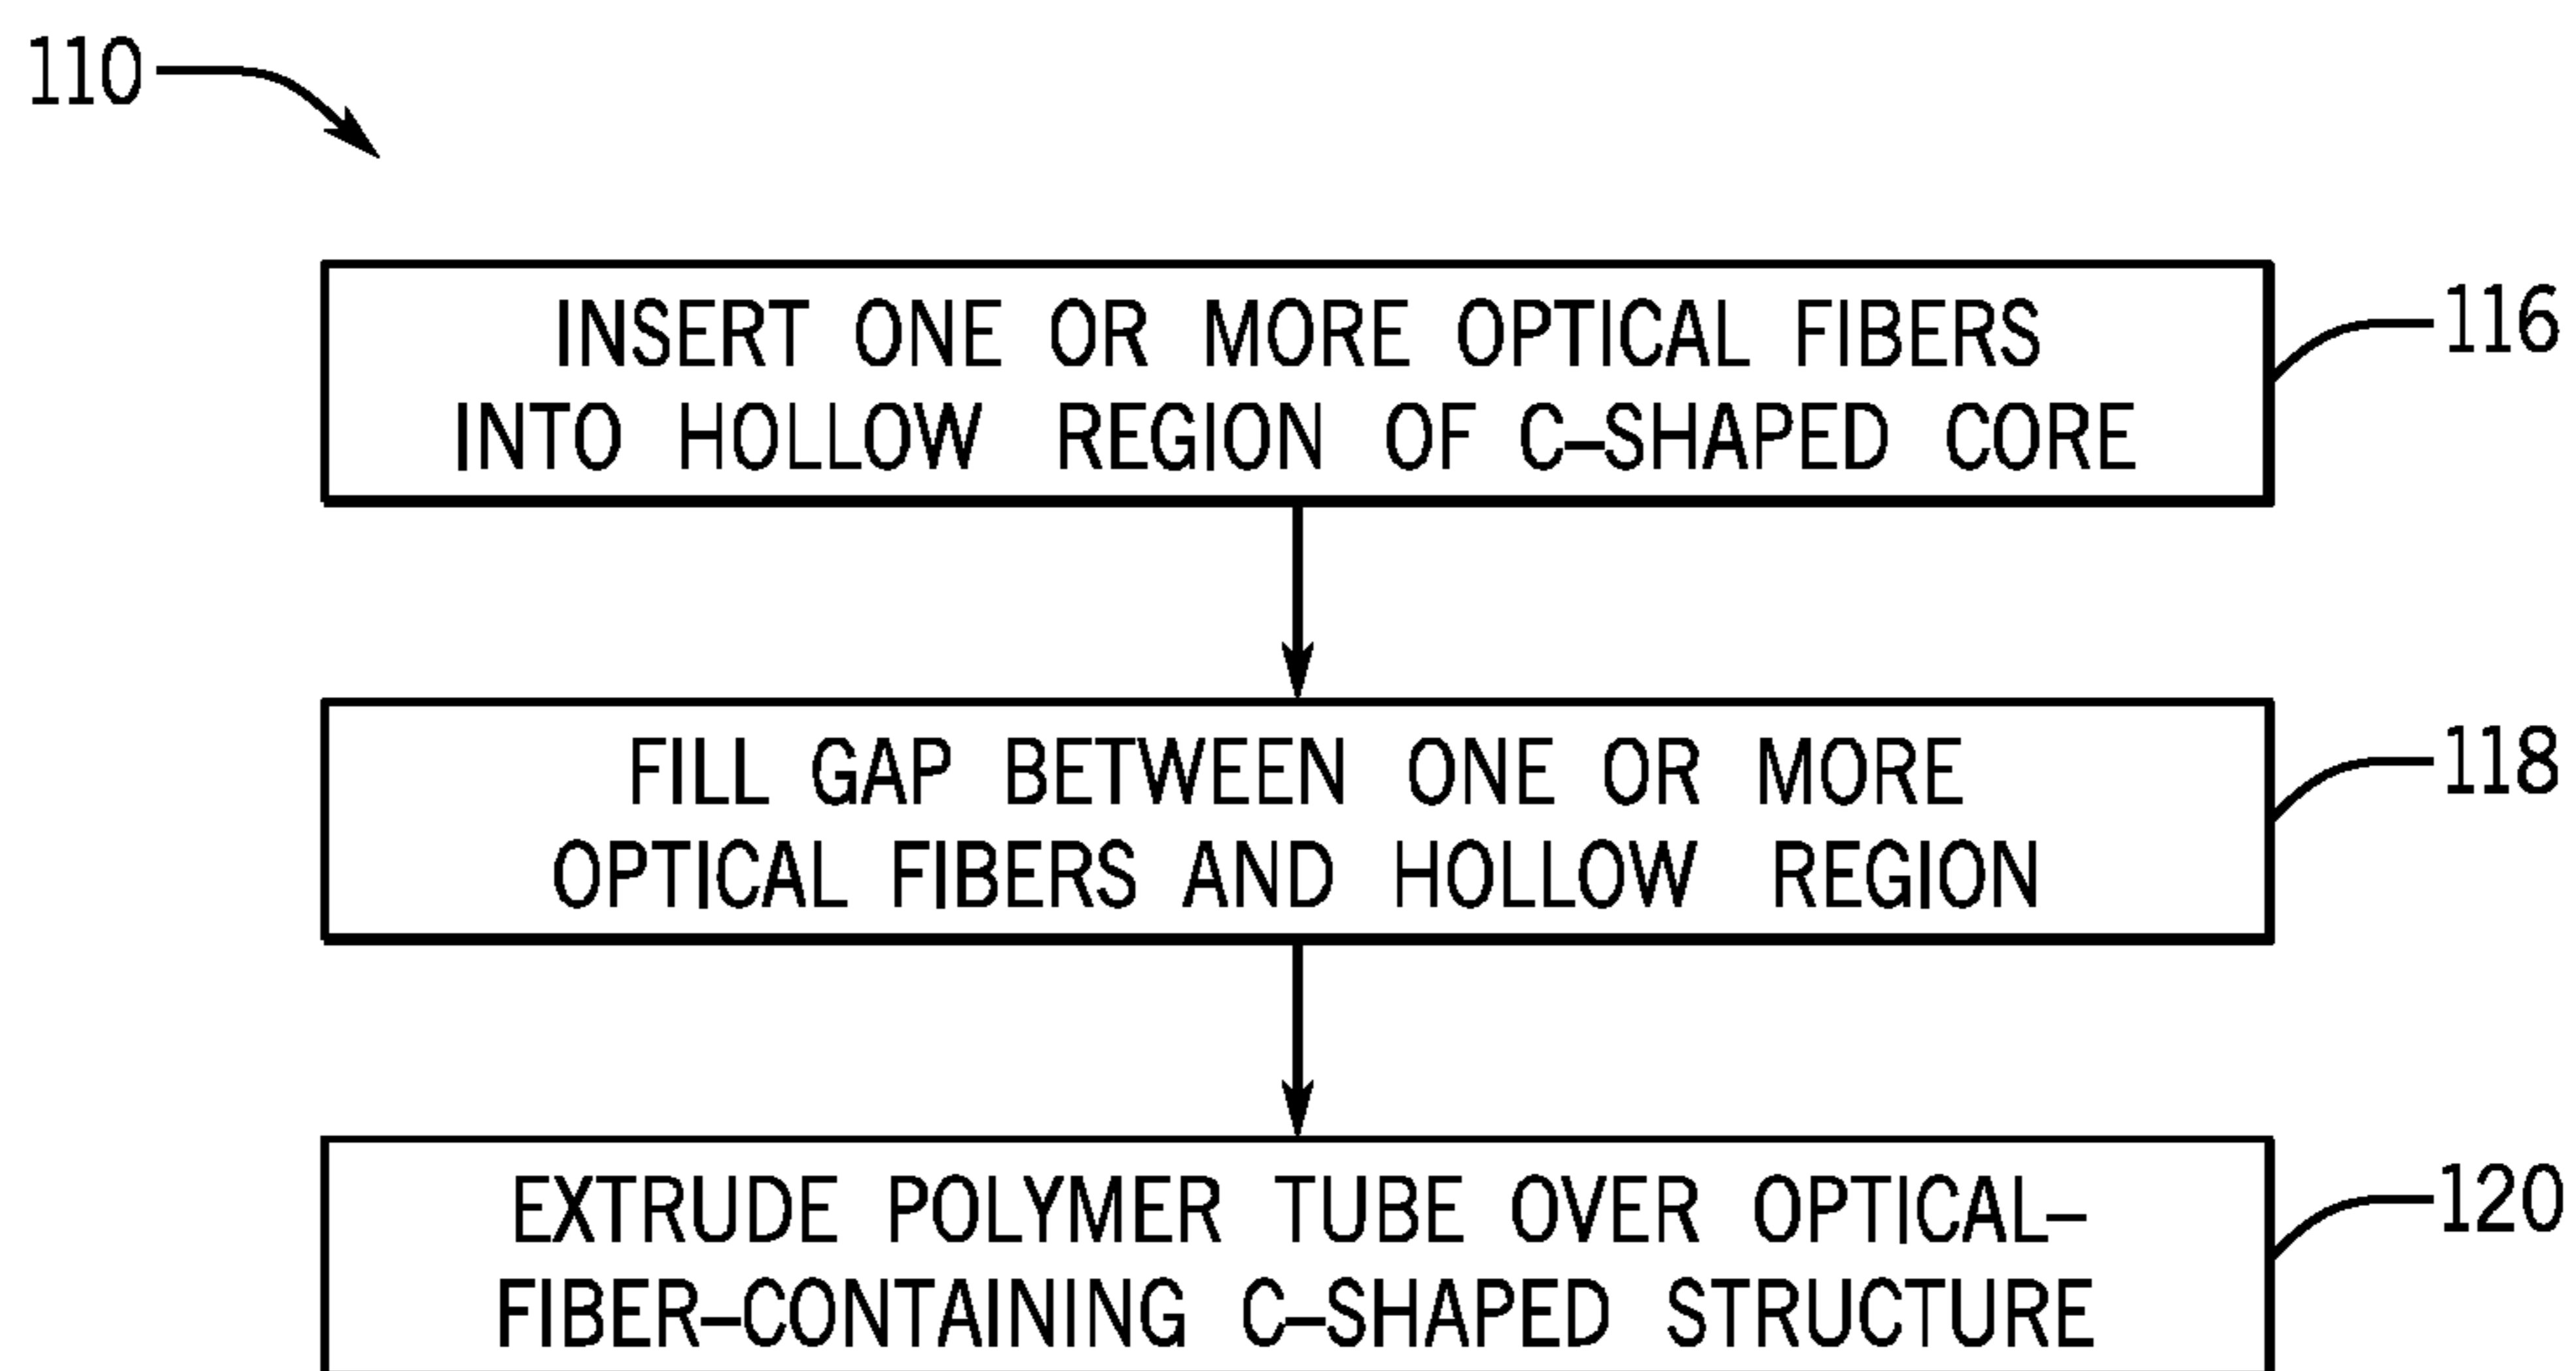 110
INSERT ONE OR MORE OPTICAL FIBERS
INTO HOLLOW REGION OF C–SHAPED CORE
116
FILL GAP BETWEEN ONE OR MORE
OPTICAL FIBERS AND HOLLOW REGION
118
EXTRUDE POLYMER TUBE OVER OPTICAL–
FIBER–CONTAINING C–SHAPED STRUCTURE
120